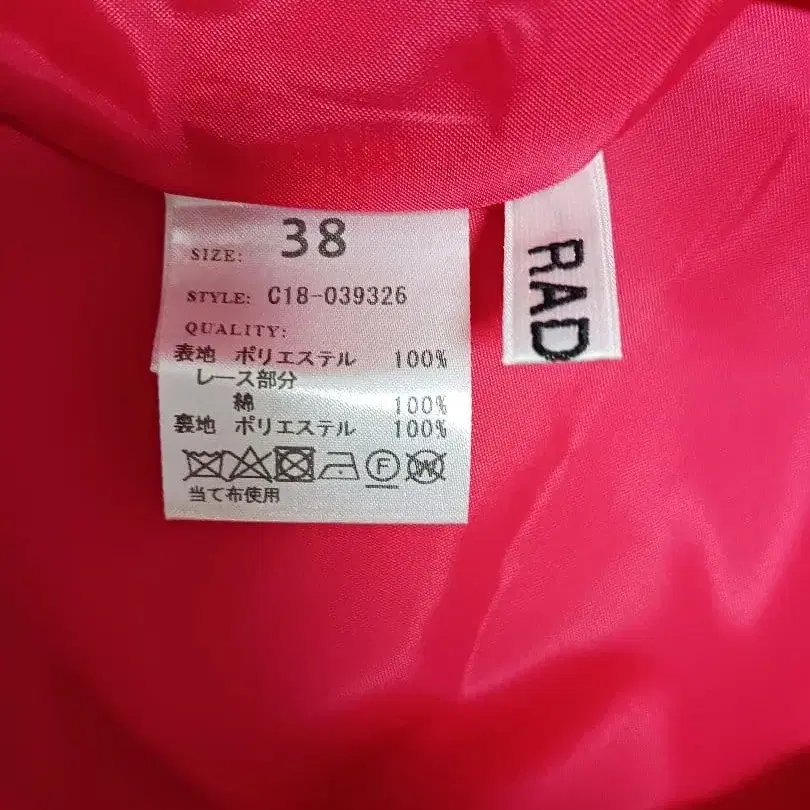 SIZE: 38
STYLE: C18-039326
QUALITY:
表地 ポリエステル 100%
レース部分
綿 100%
裏地 ポリエステル 100%
F W
当て布使用
RAD